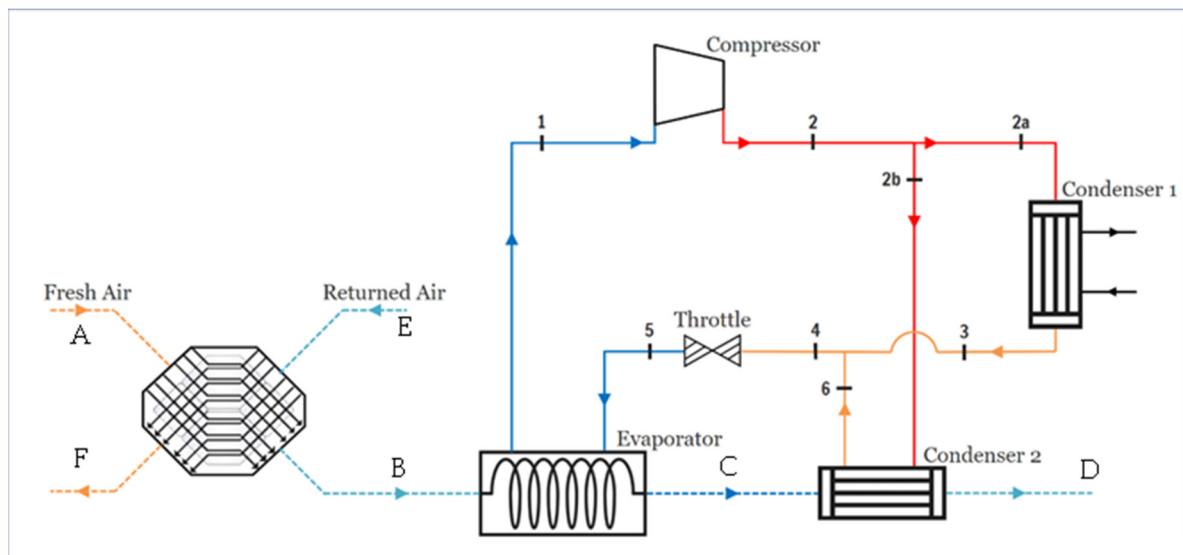 Compressor
1
2
2a
2b
Condenser 1
Fresh Air
Returned Air
A
E
5
Throttle
4
3
6
Evaporator
Condenser 2
F
B
C
D